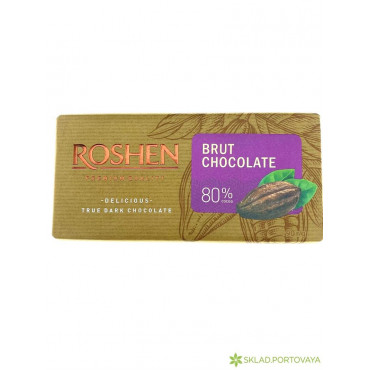 ROSHEN
BRUT
CHOCOLATE
80%
cocoa
-DELICIOUS-
TRUE DARK CHOCOLATE
SKLAD.PORTOVAYA